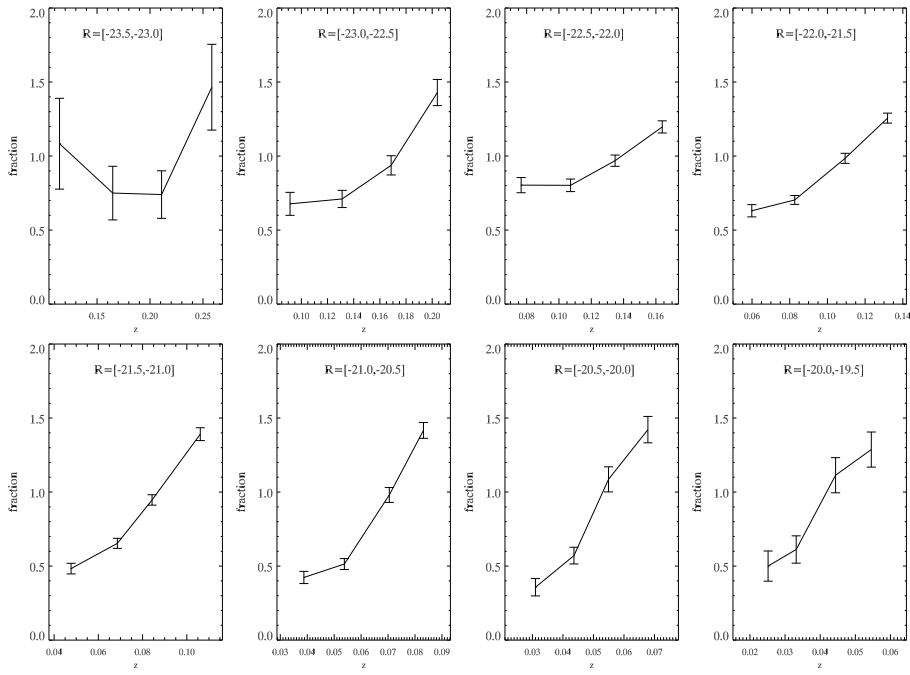 R=[-23.5,-23.0]
fraction
2.0
1.5
1.0
0.5
0.0
0.15 0.20 0.25
z
R=[-23.0,-22.5]
fraction
2.0
1.5
1.0
0.5
0.0
0.10 0.12 0.14 0.16 0.18 0.20
z
R=[-22.5,-22.0]
fraction
2.0
1.5
1.0
0.5
0.0
0.08 0.10 0.12 0.14 0.16
z
R=[-22.0,-21.5]
fraction
2.0
1.5
1.0
0.5
0.0
0.06 0.08 0.10 0.12 0.14
z
R=[-21.5,-21.0]
fraction
2.0
1.5
1.0
0.5
0.0
0.04 0.06 0.08 0.10
z
R=[-21.0,-20.5]
fraction
2.0
1.5
1.0
0.5
0.0
0.03 0.04 0.05 0.06 0.07 0.08 0.09
z
R=[-20.5,-20.0]
fraction
2.0
1.5
1.0
0.5
0.0
0.03 0.04 0.05 0.06 0.07
z
R=[-20.0,-19.5]
fraction
2.0
1.5
1.0
0.5
0.0
0.02 0.03 0.04 0.05 0.06
z